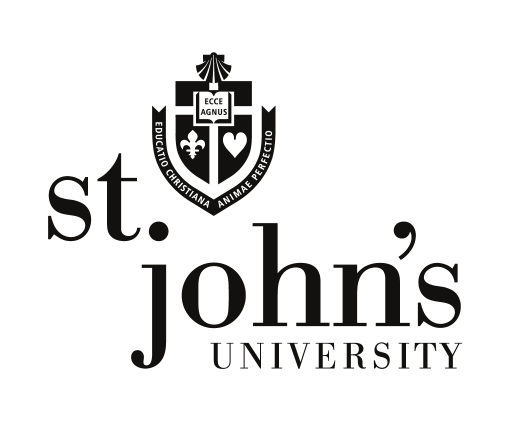 ECCE
AGNUS
EDUCATIO CHRISTIANA ANIMAE PERFECTIO
st.
john's
UNIVERSITY